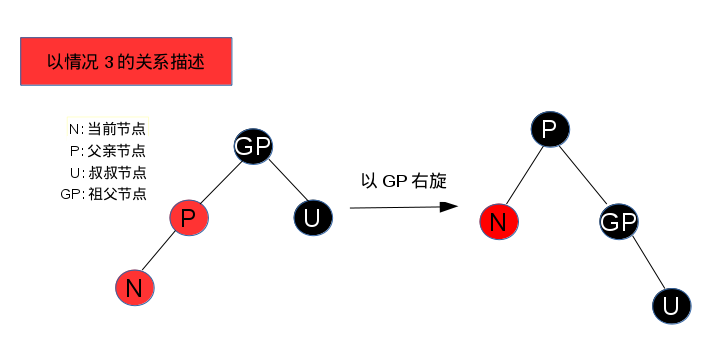 以情况 3 的关系描述
N: 当前节点
P: 父亲节点
U: 叔叔节点
GP: 祖父节点
GP
P
U
N
以 GP 右旋
P
N
GP
U